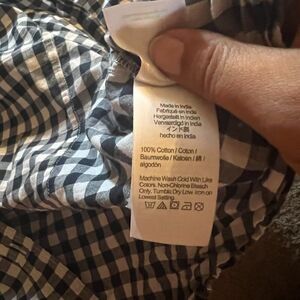 Made in India
Fabriqué en Inde
Hergestellt in Indien
Vervaardigd in India
インド製
hecho en India
100% Cotton / Coton /
Baumwolle / Katoen / 綿 /
algodón
Machine Wash Cold With Like
Colors. Non-Chlorine Bleach
Only. Tumble Dry Low. Iron on
Lowest Setting.